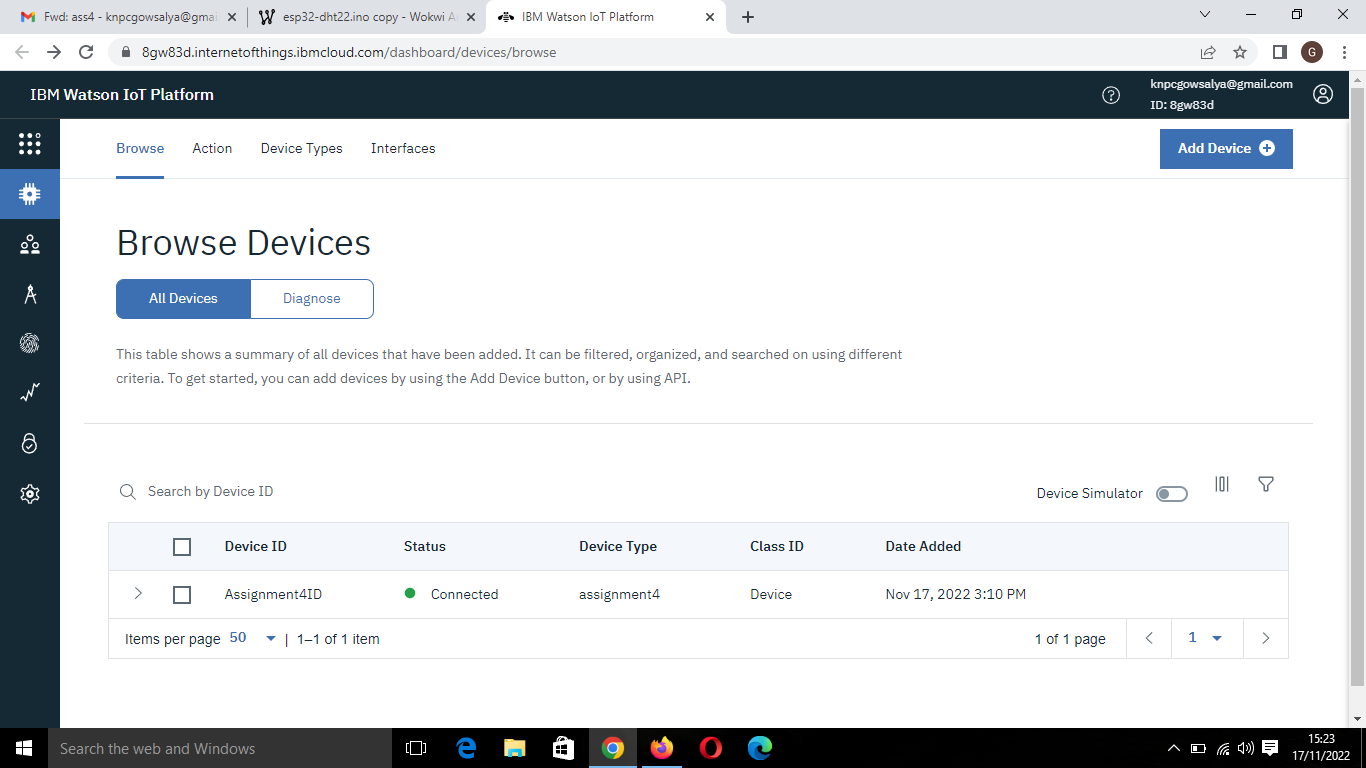 Fwd: ass4 - knpcgowsalya@gmai
esp32-dht22.ino copy - Wokwi A
IBM Watson IoT Platform
8gw83d.internetofthings.ibmcloud.com/dashboard/devices/browse
G
IBM Watson IoT Platform
knpcgowsalya@gmail.com
ID: 8gw83d
Browse Action Device Types Interfaces
Add Device
Browse Devices
All Devices Diagnose
This table shows a summary of all devices that have been added. It can be filtered, organized, and searched on using different
criteria. To get started, you can add devices by using the Add Device button, or by using API.
Search by Device ID
Device Simulator
Device ID Status Device Type Class ID Date Added
Assignment4ID Connected assignment4 Device Nov 17, 2022 3:10 PM
Items per page 50 | 1–1 of 1 item
1 of 1 page 1
Search the web and Windows
15:23
17/11/2022